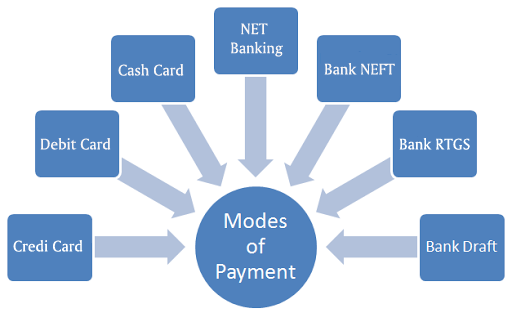 NET
Banking
Cash Card
Bank NEFT
Debit Card
Bank RTGS
Modes
of
Payment
Credi Card
Bank Draft